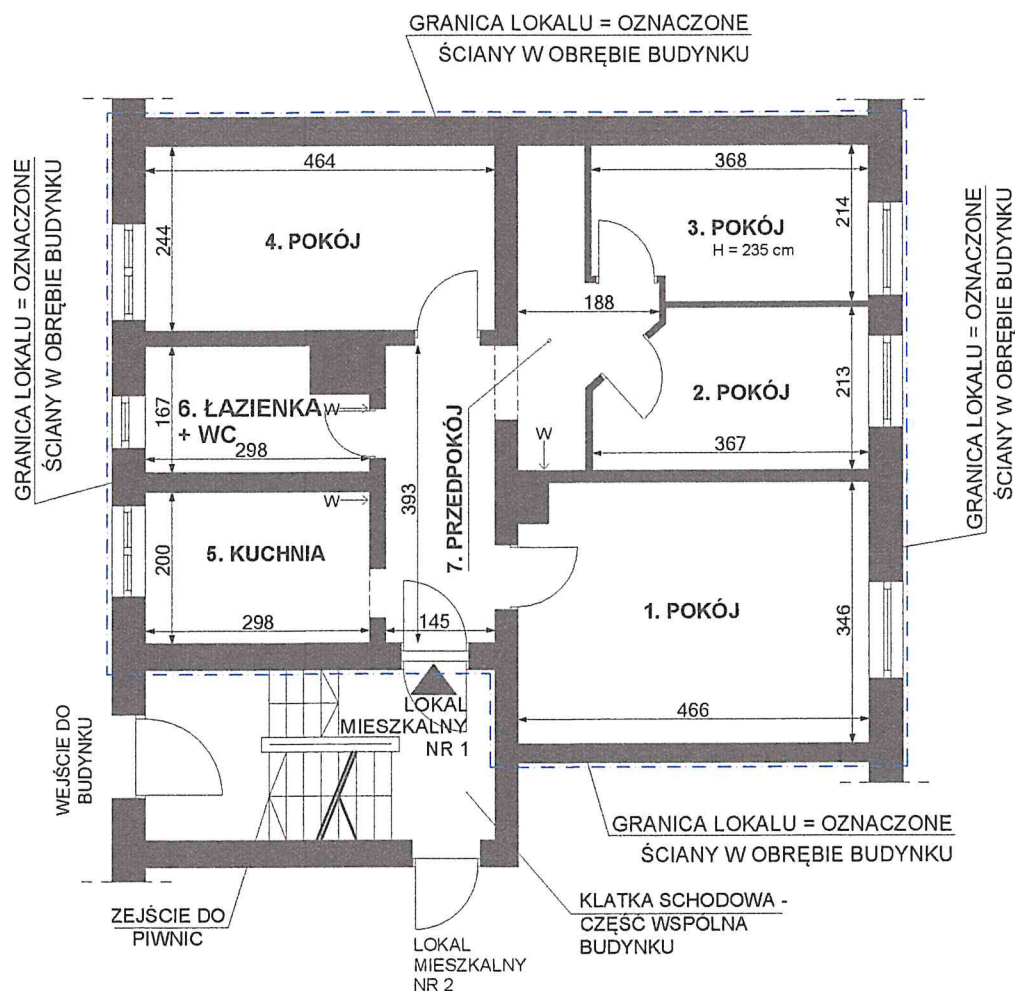 GRANICA LOKALU = OZNACZONE
ŚCIANY W OBRĘBIE BUDYNKU
GRANICA LOKALU = OZNACZONE
ŚCIANY W OBRĘBIE BUDYNKU
GRANICA LOKALU = OZNACZONE
ŚCIANY W OBRĘBIE BUDYNKU
464
244
4. POKÓJ
368
214
3. POKÓJ
H = 235 cm
188
2. POKÓJ
213
367
167
6. ŁAZIENKA
+ WC
W
298
393
7. PRZEDPOKÓJ
W
W
200
5. KUCHNIA
298
145
1. POKÓJ
346
466
LOKAL
MIESZKALNY
NR 1
WEJŚCIE DO
BUDYNKU
GRANICA LOKALU = OZNACZONE
ŚCIANY W OBRĘBIE BUDYNKU
ZEJŚCIE DO
PIWNIC
KLATKA SCHODOWA -
CZĘŚĆ WSPÓLNA
BUDYNKU
LOKAL
MIESZKALNY
NR 2